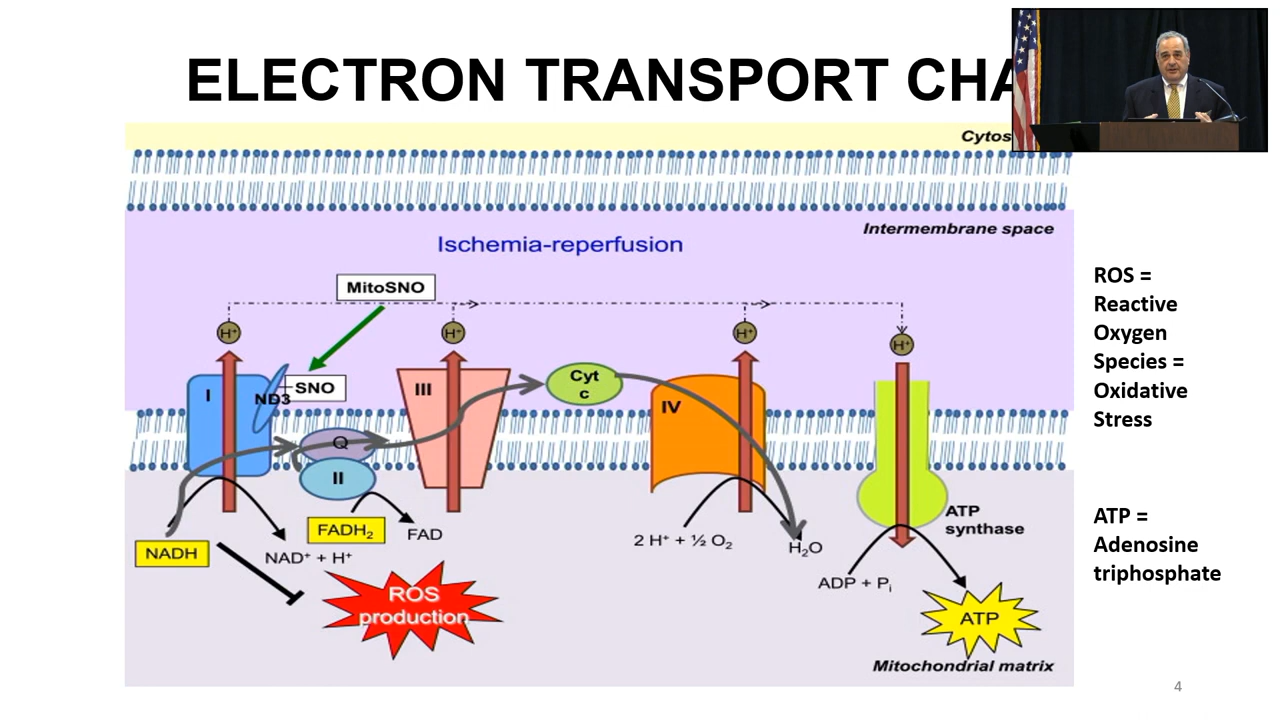 ELECTRON TRANSPORT CHA
Cytos
Intermembrane space
Ischemia-reperfusion
MitoSNO
H⁺
H⁺
H⁺
H⁺
I
ND3
SNO
III
Cyt
c
IV
Q
II
NADH
NAD⁺ + H⁺
FADH₂
FAD
2 H⁺ + ½ O₂
H₂O
ATP
synthase
ADP + Pᵢ
ROS
production
ATP
Mitochondrial matrix
ROS =
Reactive
Oxygen
Species =
Oxidative
Stress
ATP =
Adenosine
triphosphate
4